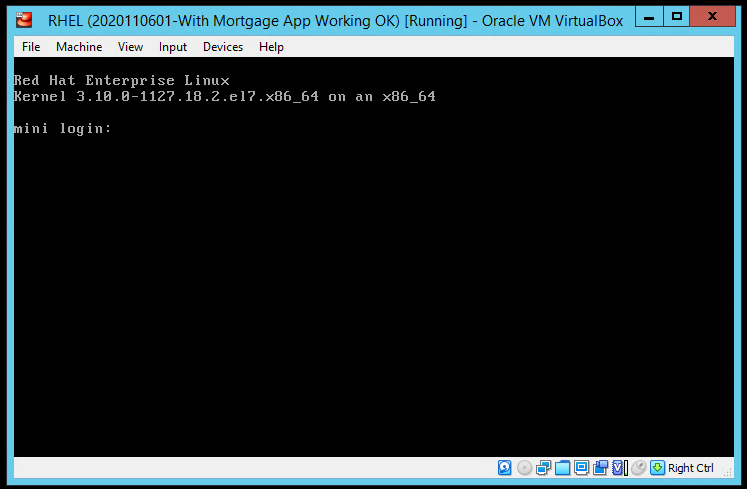 RHEL (2020110601-With Mortgage App Working OK) [Running] - Oracle VM VirtualBox
File Machine View Input Devices Help
Red Hat Enterprise Linux
Kernel 3.10.0-1127.18.2.el7.x86_64 on an x86_64
mini login:
Right Ctrl